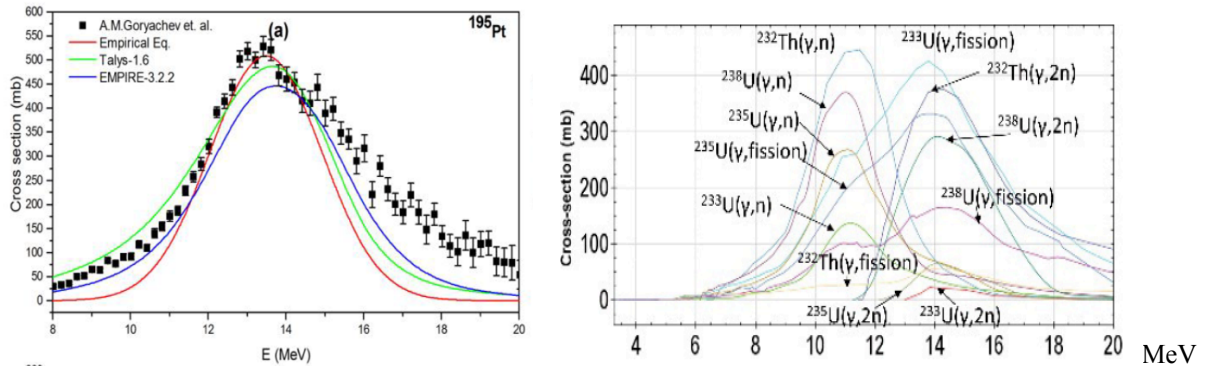 A.M.Goryachev et. al.
Empirical Eq.
Talys-1.6
EMPIRE-3.2.2
(a)
¹⁹⁵Pt
600
550
500
450
400
350
300
250
200
150
100
50
0
Cross section (mb)
8 10 12 14 16 18 20
E (MeV)
²³²Th(γ,n)
²³³U(γ,fission)
²³⁸U(γ,n)
²³²Th(γ,2n)
²³⁵U(γ,n)
²³⁸U(γ,2n)
²³⁵U(γ,fission)
²³⁸U(γ,fission)
²³³U(γ,n)
²³²Th(γ,fission)
²³⁵U(γ,2n)
²³³U(γ,2n)
400
300
200
100
0
Cross-section (mb)
4 6 8 10 12 14 16 18 20
MeV